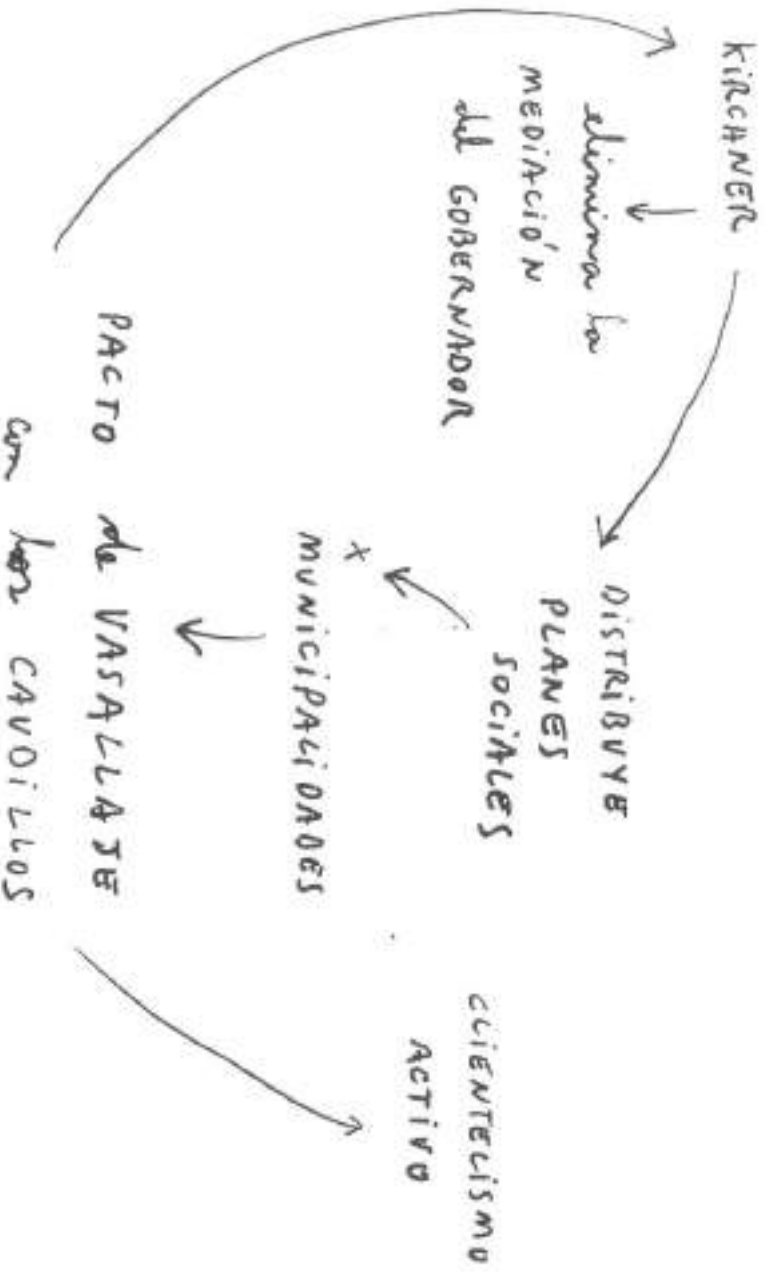 KIRCHNER
elimina la
MEDIACIÓN
del GOBERNADOR
DISTRIBUYE
PLANES
SOCIALES
x
MUNICIPALIDADES
PACTO de VASALLAJE
con los CAUDILLOS
CLIENTELISMO
ACTIVO